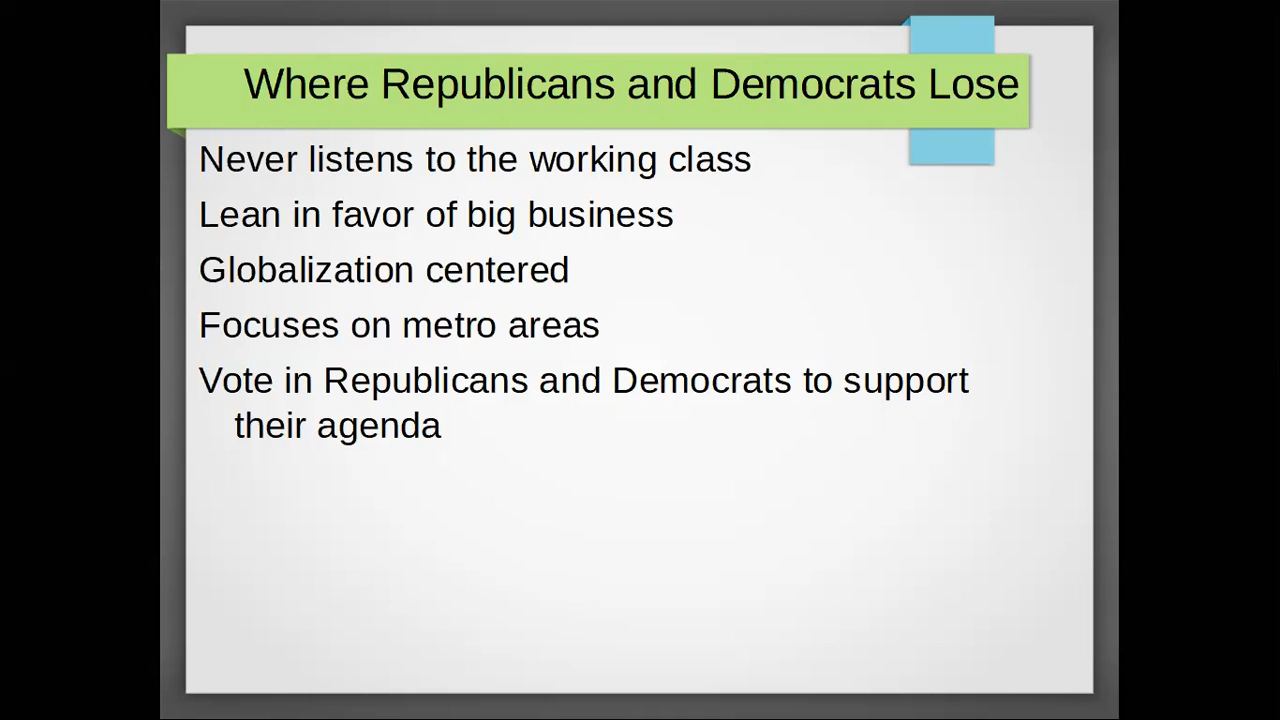 Where Republicans and Democrats Lose
Never listens to the working class
Lean in favor of big business
Globalization centered
Focuses on metro areas
Vote in Republicans and Democrats to support
their agenda